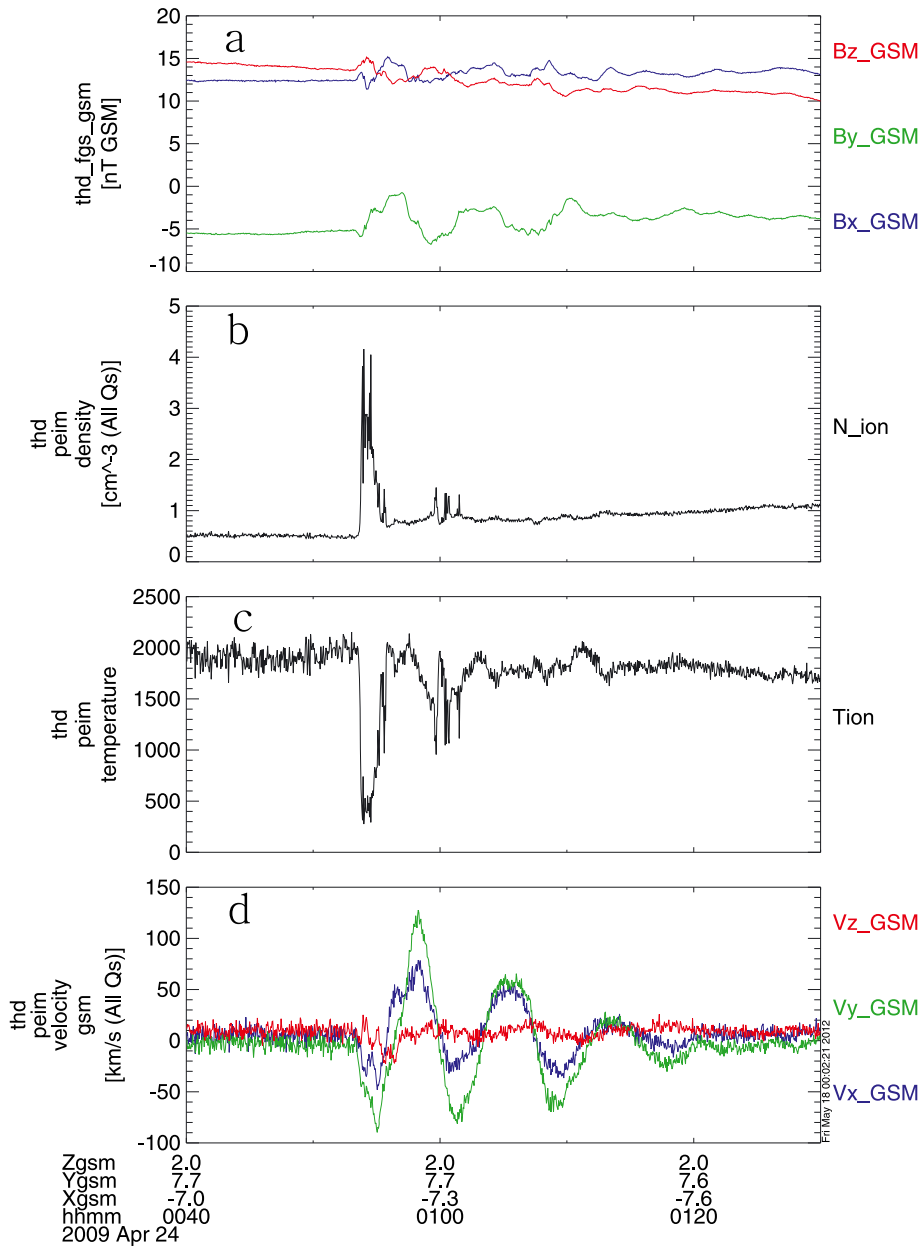 a
thd_fgs_gsm
[nT GSM]
20
15
10
5
0
-5
-10
Bz_GSM
By_GSM
Bx_GSM
b
thd
peim
density
[cm^-3 (All Qs)]
5
4
3
2
1
0
N_ion
c
thd
peim
temperature
2500
2000
1500
1000
500
0
Tion
d
thd
peim
velocity
gsm
[km/s (All Qs)]
150
100
50
0
-50
-100
Vz_GSM
Vy_GSM
Vx_GSM
Fri May 18 00:02:21 2012
Zgsm 2.0 2.0 2.0
Ygsm 7.7 7.7 7.6
Xgsm -7.0 -7.3 -7.6
hhmm 0040 0100 0120
2009 Apr 24